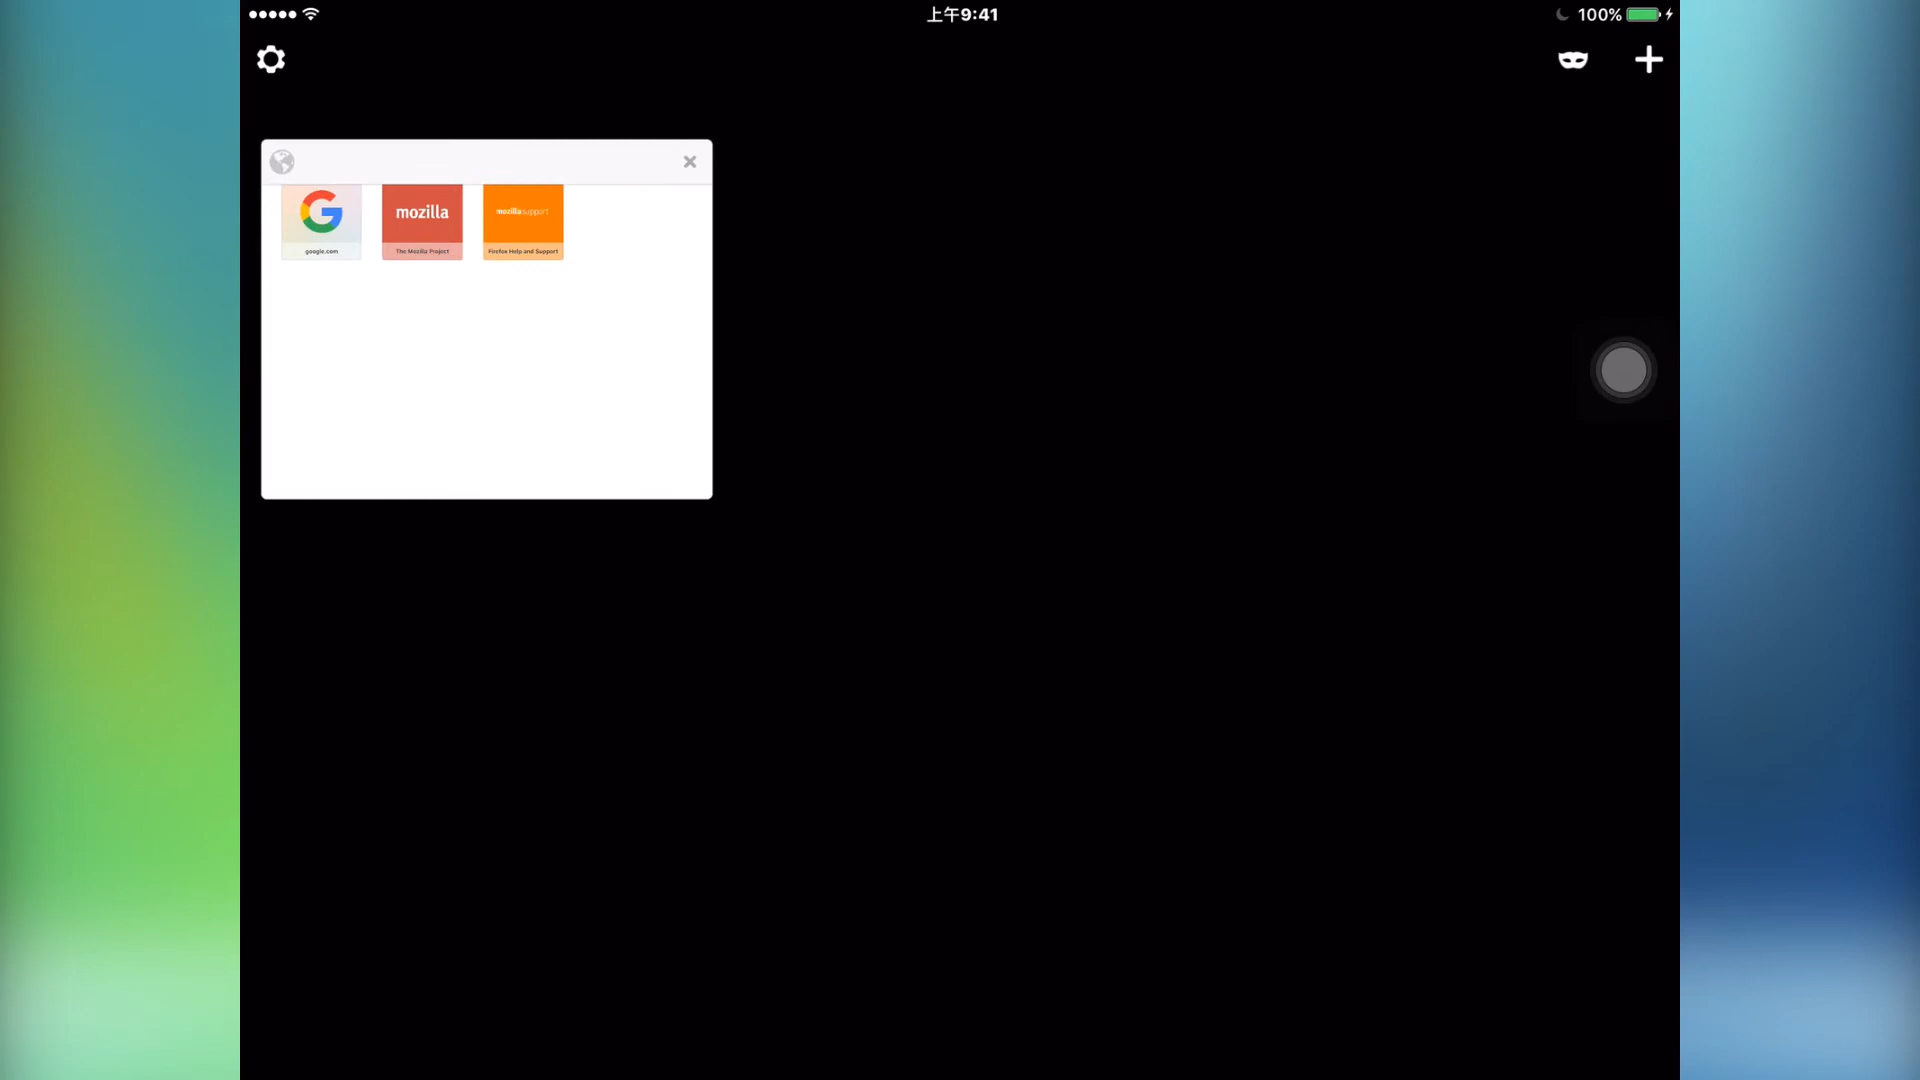 上午9:41
100%
mozilla
mozilla support
google.com
The Mozilla Project
Firefox Help and Support